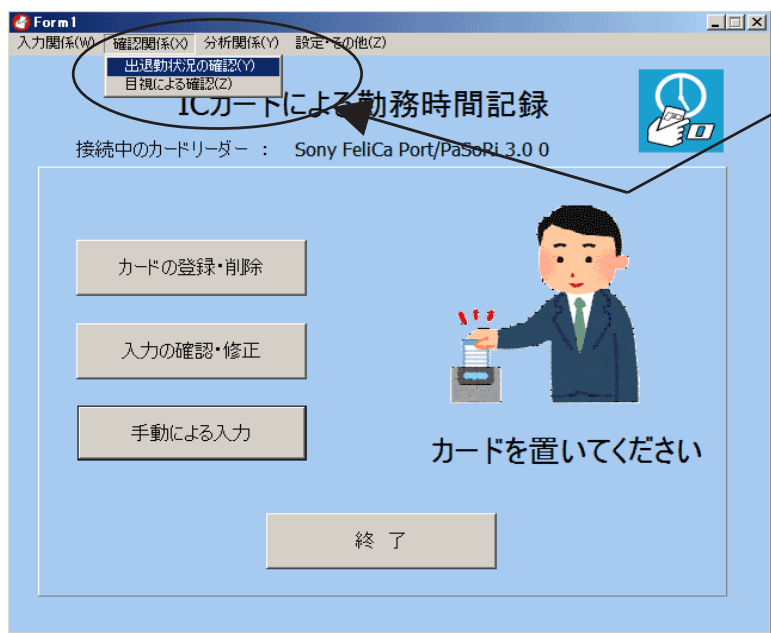 Form1
入力関係(W) 確認関係(X) 分析関係(Y) 設定・その他(Z)
出退勤状況の確認(Y)
目視による確認(Z)
ICカードによる勤務時間記録
接続中のカードリーダー : Sony FeliCa Port/PaSoRi 3.0 0
カードの登録・削除
入力の確認・修正
手動による入力
カードを置いてください
終 了